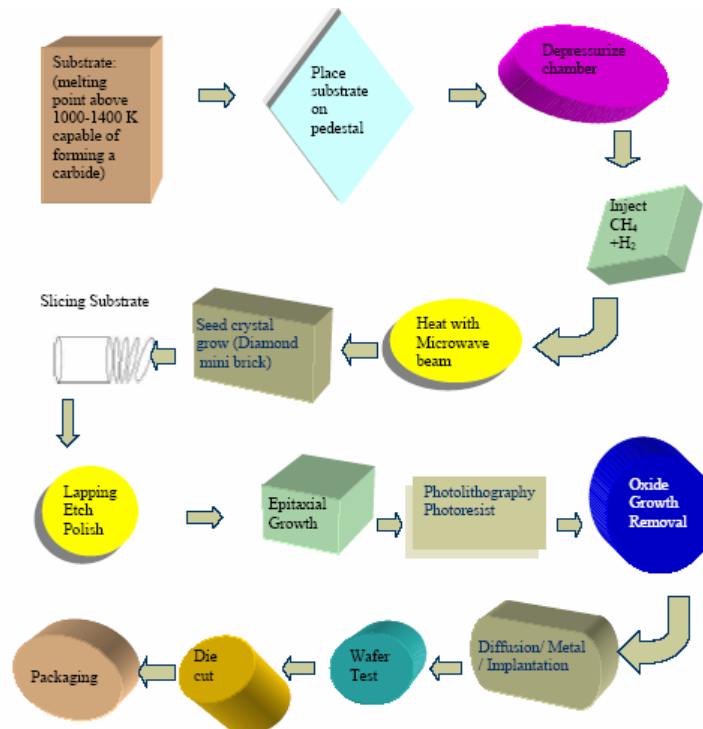 Substrate:
(melting
point above
1000-1400 K
capable of
forming a
carbide)
Place
substrate
on
pedestal
Depressurize
chamber
Inject
CH₄
+H₂
Heat with
Microwave
beam
Seed crystal
grow (Diamond
mini brick)
Slicing Substrate
Lapping
Etch
Polish
Epitaxial
Growth
Photolithography
Photoresist
Oxide
Growth
Removal
Diffusion/ Metal
/ Implantation
Wafer
Test
Die
cut
Packaging